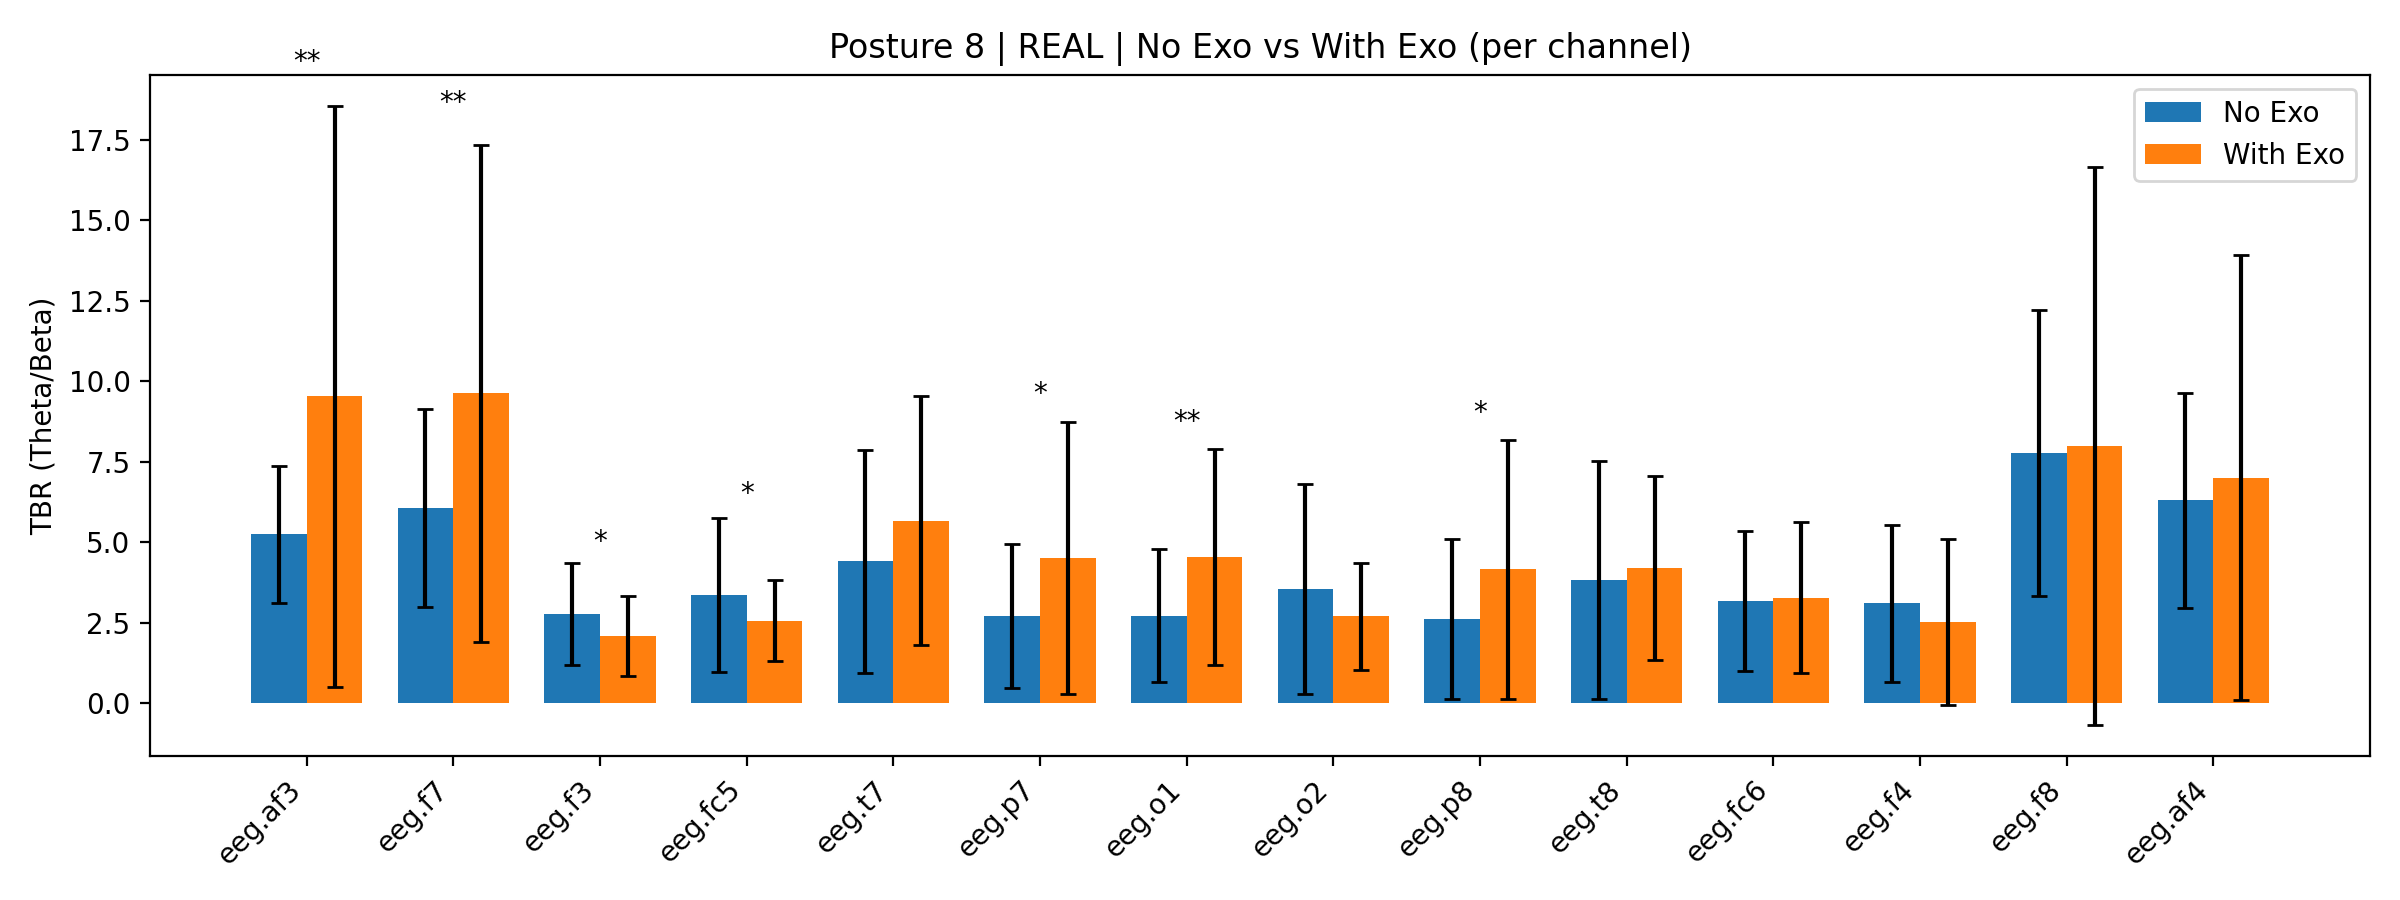 Posture 8 | REAL | No Exo vs With Exo (per channel)
**
**
*
*
*
**
*
No Exo
With Exo
TBR (Theta/Beta)
17.5
15.0
12.5
10.0
7.5
5.0
2.5
0.0
eeg.af3
eeg.f7
eeg.f3
eeg.fc5
eeg.t7
eeg.p7
eeg.o1
eeg.o2
eeg.p8
eeg.t8
eeg.fc6
eeg.f4
eeg.f8
eeg.af4